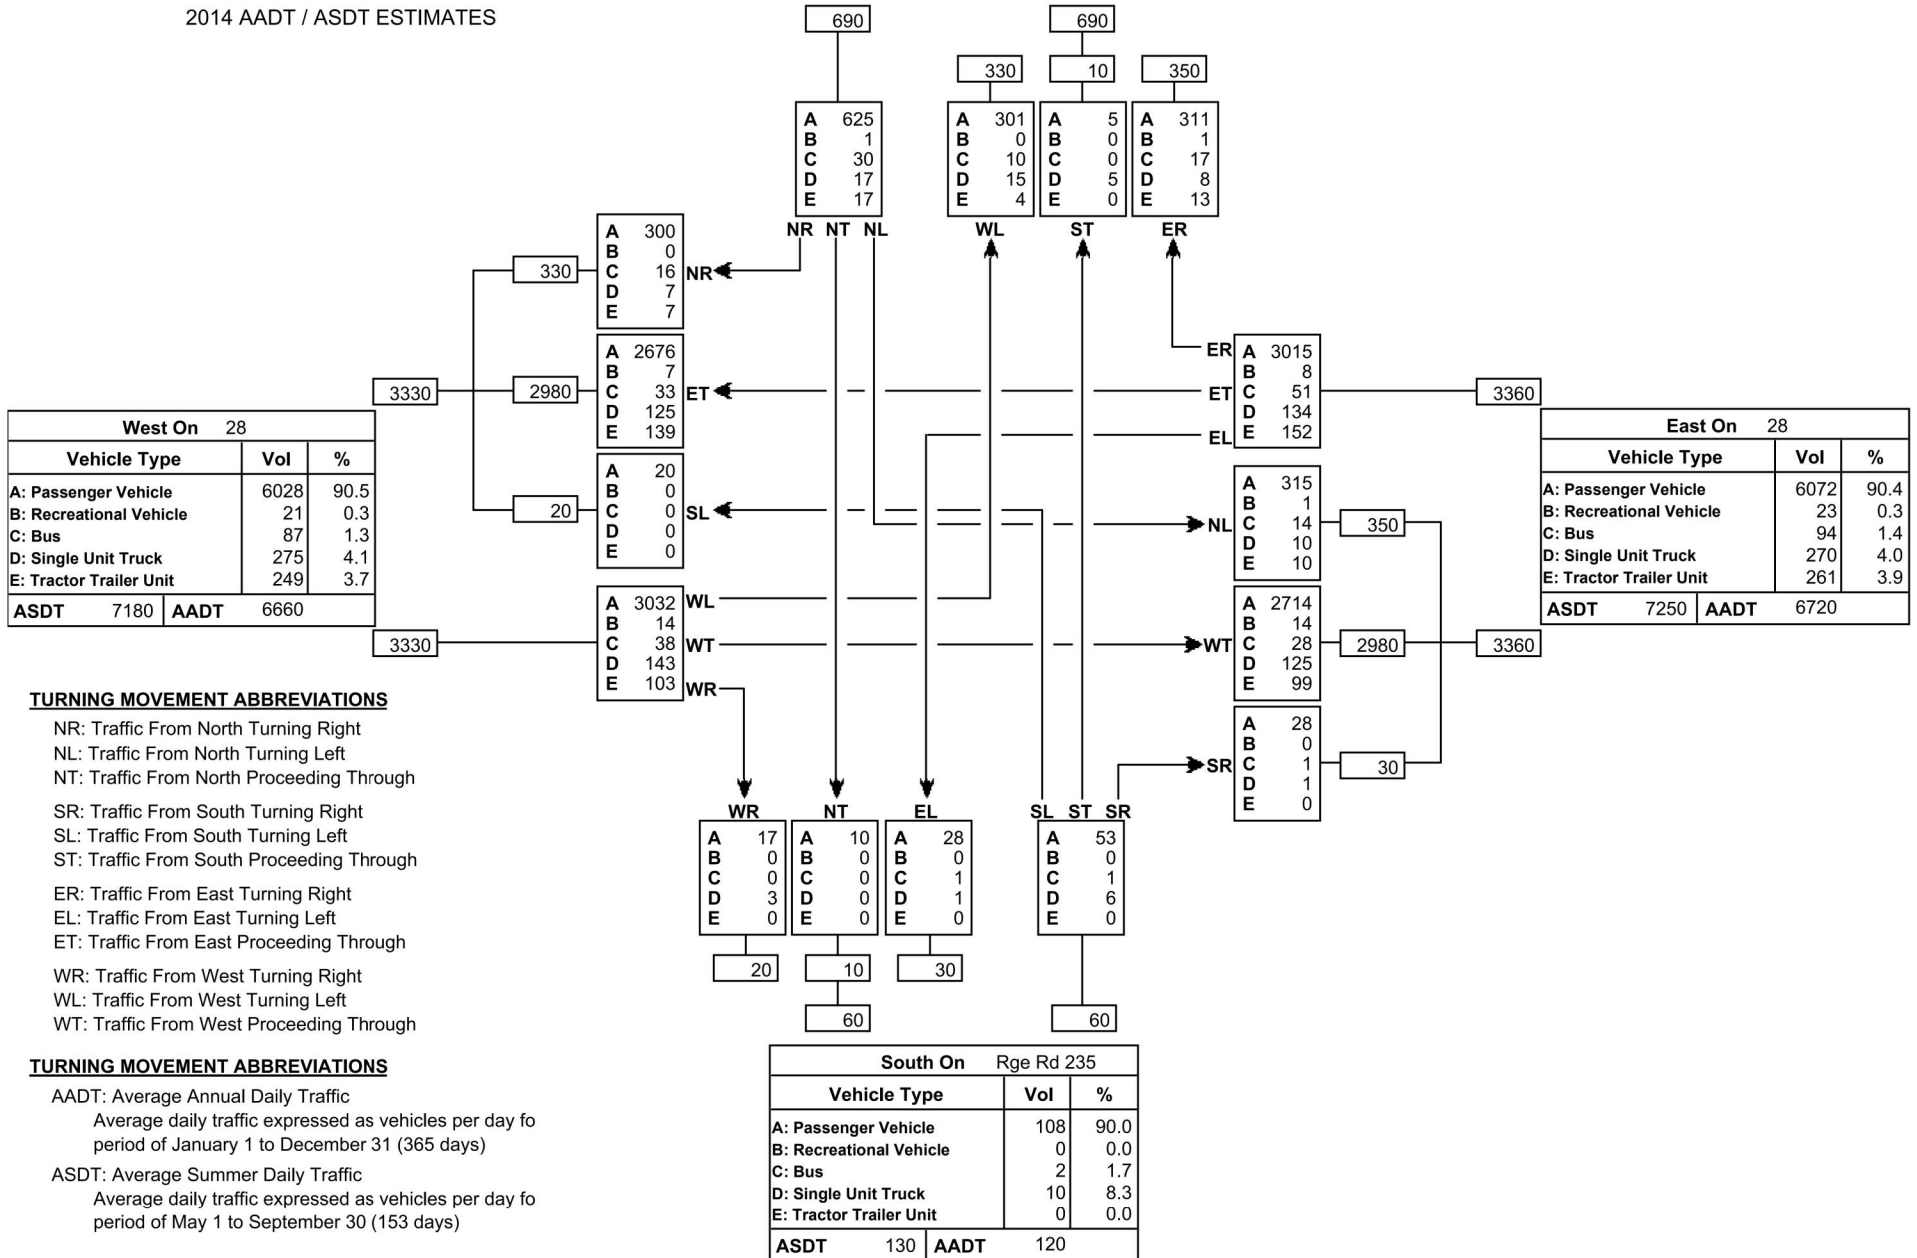 2014 AADT / ASDT ESTIMATES
690
690
330
10
350
A 625
B 1
C 30
D 17
E 17
A 301
B 0
C 10
D 15
E 4
A 5
B 0
C 0
D 5
E 0
A 311
B 1
C 17
D 8
E 13
NR NT NL
WL
ST
ER
330
A 300
B 0
C 16
D 7
E 7
NR
3330
2980
A 2676
B 7
C 33
D 125
E 139
ET
20
A 20
B 0
C 0
D 0
E 0
SL
3330
A 3032
B 14
C 38
D 143
E 103
WL
WT
WR
West On 28
Vehicle Type Vol %
A: Passenger Vehicle 6028 90.5
B: Recreational Vehicle 21 0.3
C: Bus 87 1.3
D: Single Unit Truck 275 4.1
E: Tractor Trailer Unit 249 3.7
ASDT 7180 AADT 6660
ER
ET
EL
A 3015
B 8
C 51
D 134
E 152
3360
NL
A 315
B 1
C 14
D 10
E 10
350
WT
A 2714
B 14
C 28
D 125
E 99
2980
3360
SR
A 28
B 0
C 1
D 1
E 0
30
East On 28
Vehicle Type Vol %
A: Passenger Vehicle 6072 90.4
B: Recreational Vehicle 23 0.3
C: Bus 94 1.4
D: Single Unit Truck 270 4.0
E: Tractor Trailer Unit 261 3.9
ASDT 7250 AADT 6720
TURNING MOVEMENT ABBREVIATIONS
NR: Traffic From North Turning Right
NL: Traffic From North Turning Left
NT: Traffic From North Proceeding Through
SR: Traffic From South Turning Right
SL: Traffic From South Turning Left
ST: Traffic From South Proceeding Through
ER: Traffic From East Turning Right
EL: Traffic From East Turning Left
ET: Traffic From East Proceeding Through
WR: Traffic From West Turning Right
WL: Traffic From West Turning Left
WT: Traffic From West Proceeding Through
TURNING MOVEMENT ABBREVIATIONS
AADT: Average Annual Daily Traffic
Average daily traffic expressed as vehicles per day fo
period of January 1 to December 31 (365 days)
ASDT: Average Summer Daily Traffic
Average daily traffic expressed as vehicles per day fo
period of May 1 to September 30 (153 days)
WR
NT
EL
SL ST SR
A 17
B 0
C 0
D 3
E 0
A 10
B 0
C 0
D 0
E 0
A 28
B 0
C 1
D 1
E 0
A 53
B 0
C 1
D 6
E 0
20
10
30
60
60
South On Rge Rd 235
Vehicle Type Vol %
A: Passenger Vehicle 108 90.0
B: Recreational Vehicle 0 0.0
C: Bus 2 1.7
D: Single Unit Truck 10 8.3
E: Tractor Trailer Unit 0 0.0
ASDT 130 AADT 120